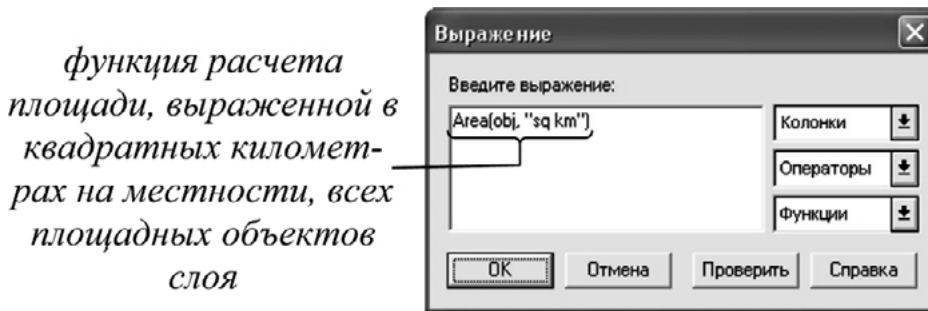 функция расчета
площади, выраженной в
квадратных километ-
рах на местности, всех
площадных объектов
слоя
Выражение
Введите выражение:
Area(obj, "sq km")
Колонки
Операторы
Функции
OK Отмена Проверить Справка